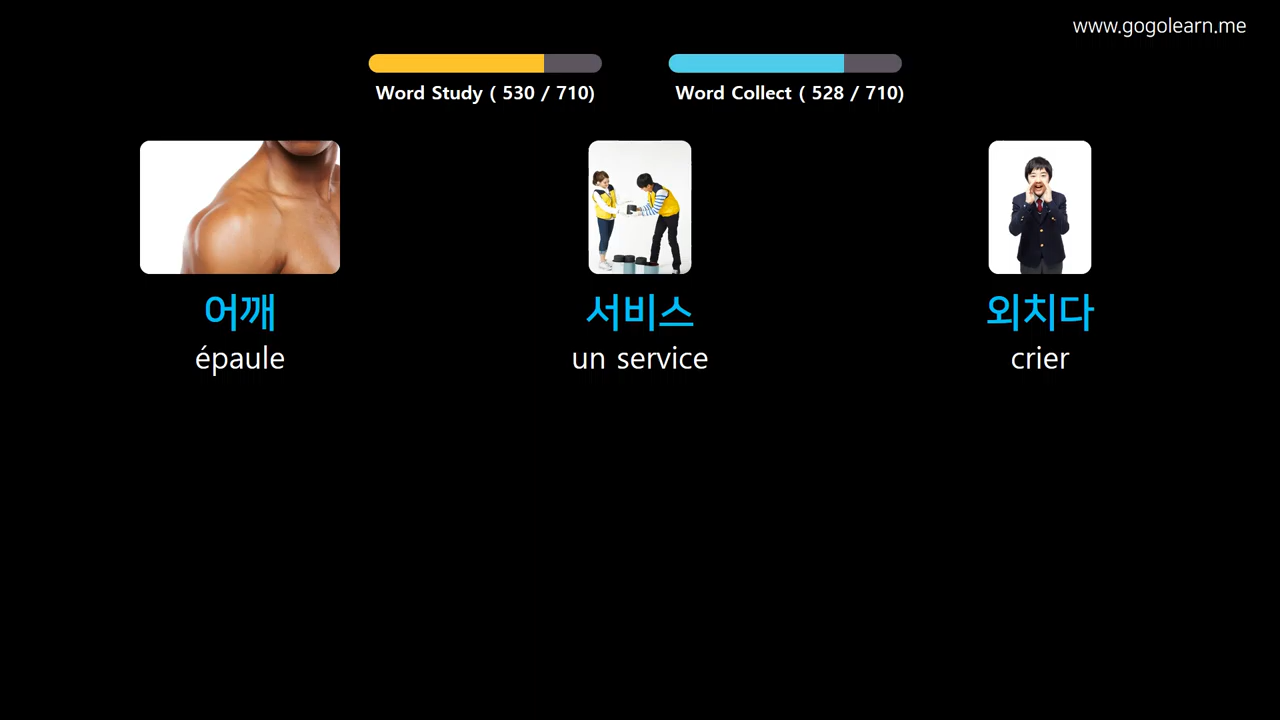 www.gogolearn.me
Word Study ( 530 / 710)
Word Collect ( 528 / 710)
어깨
서비스
외치다
épaule
un service
crier